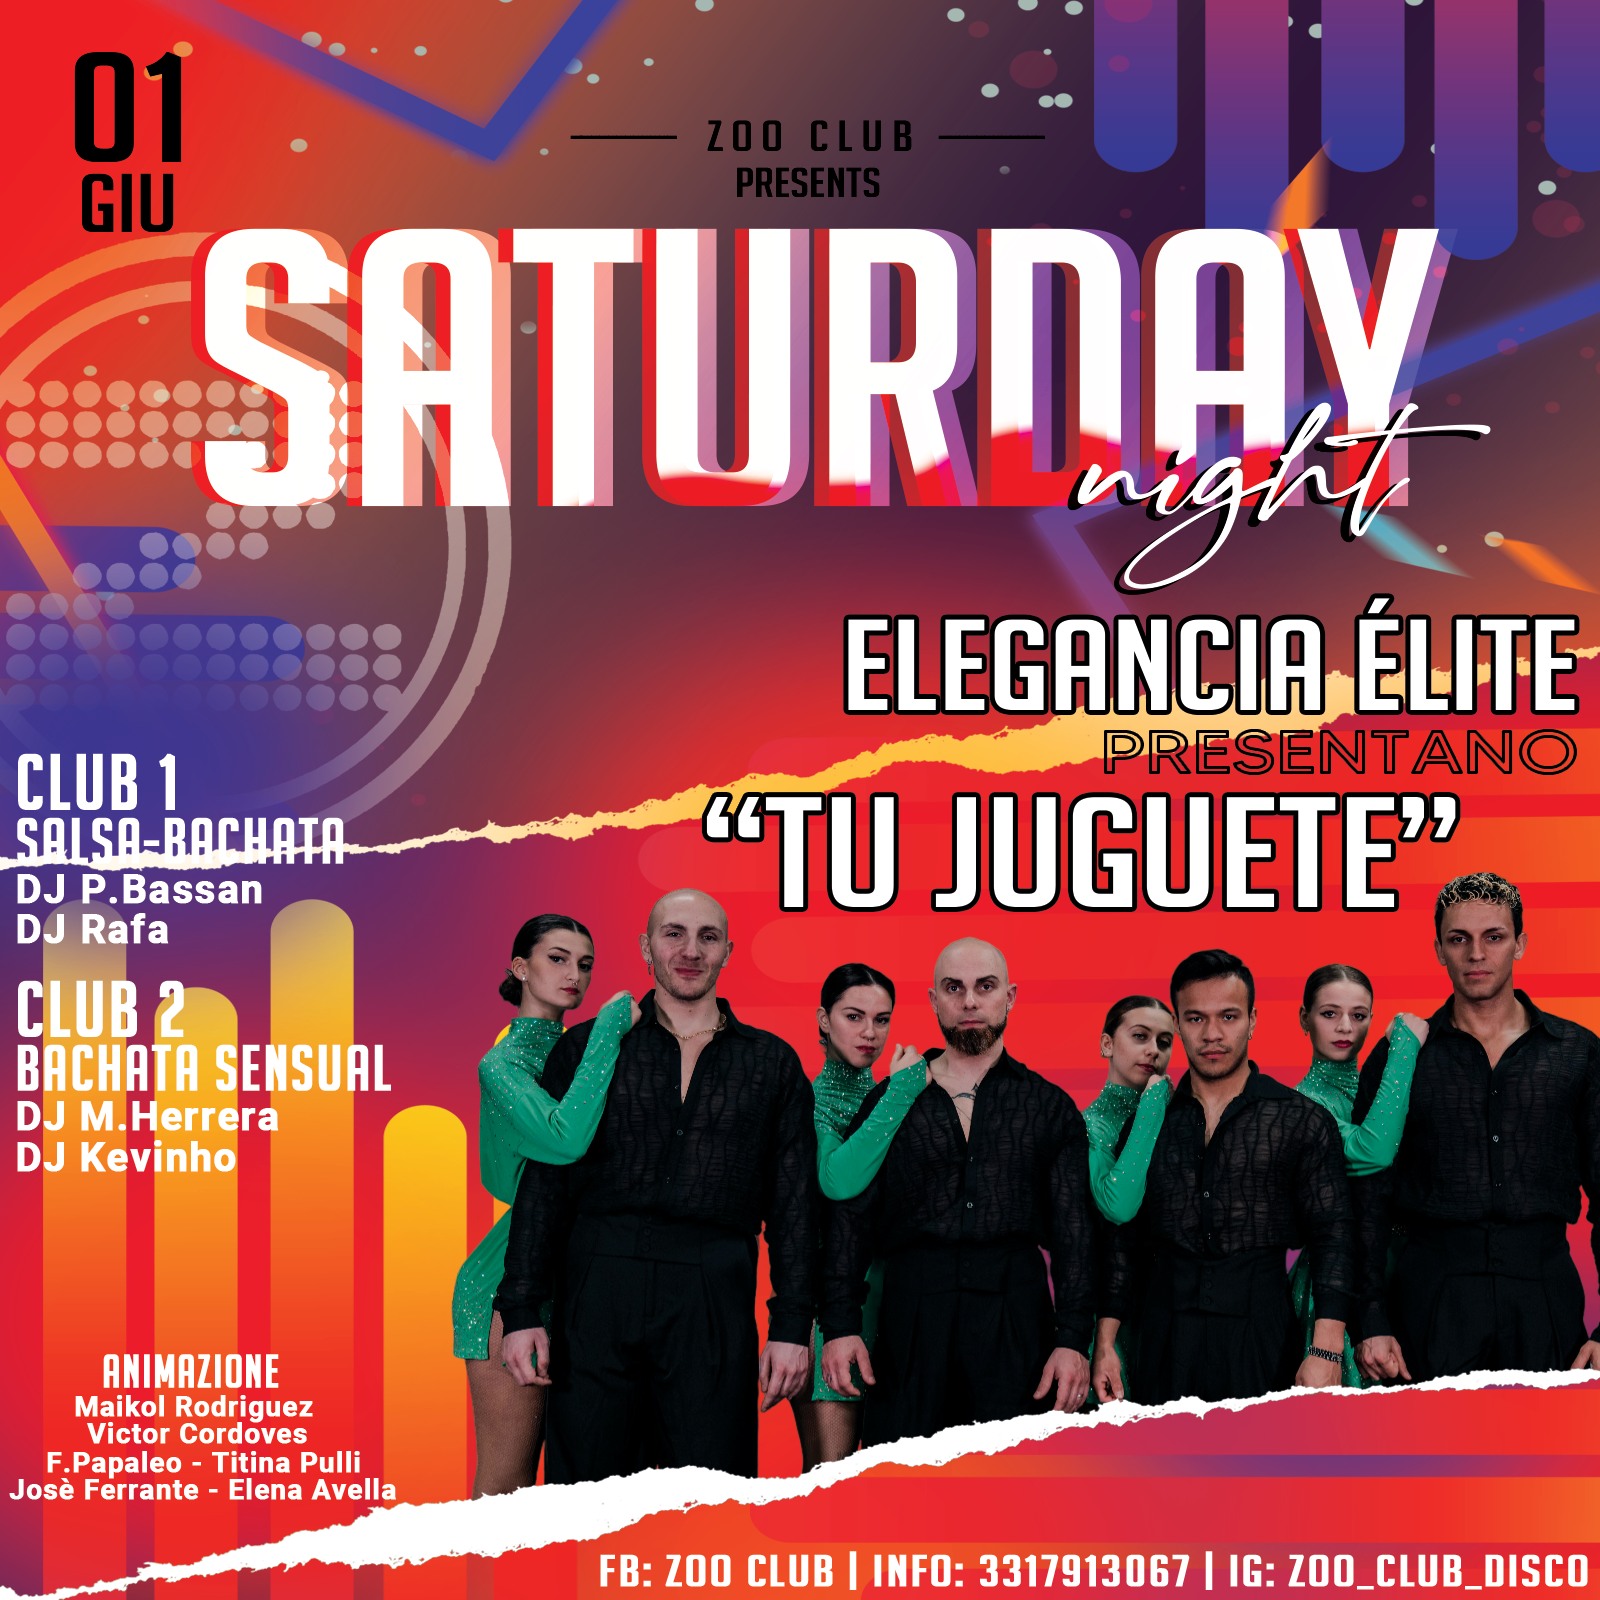 01
GIU
ZOO CLUB
PRESENTS
SATURDAY
night
ELEGANCIA ÉLITE
PRESENTANO
“TU JUGUETE”
CLUB 1
SALSA-BACHATA
DJ P.Bassan
DJ Rafa
CLUB 2
BACHATA SENSUAL
DJ M.Herrera
DJ Kevinho
ANIMAZIONE
Maikol Rodriguez
Victor Cordoves
F.Papaleo - Titina Pulli
Josè Ferrante - Elena Avella
FB: ZOO CLUB | INFO: 3317913067 | IG: ZOO_CLUB_DISCO